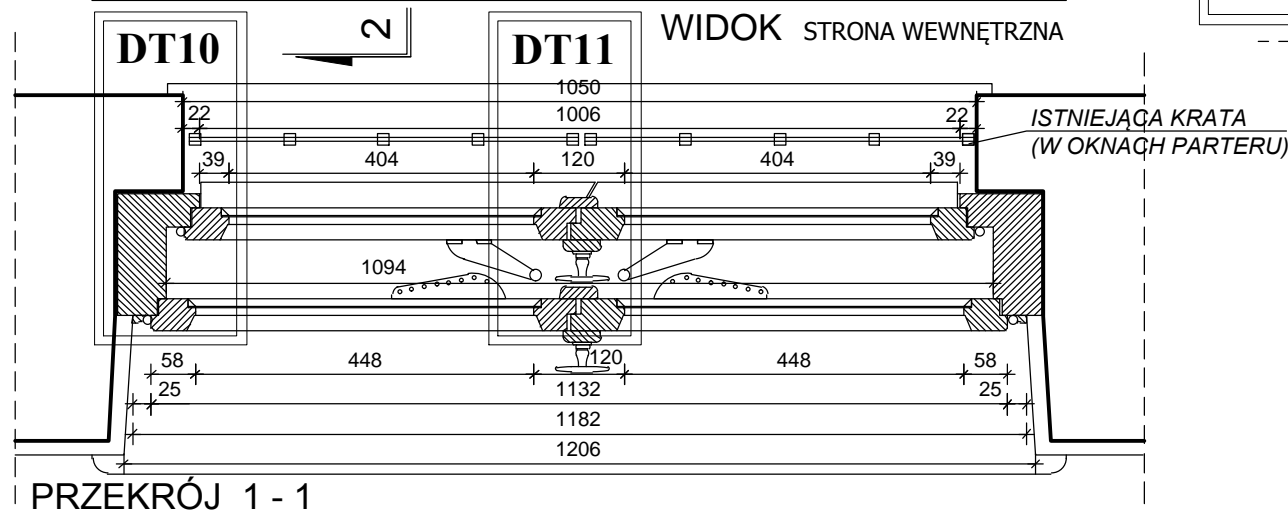 2
WIDOK STRONA WEWNĘTRZNA
DT10
DT11
1050
22 1006 22
ISTNIEJĄCA KRATA
(W OKNACH PARTERU)
39 404 120 404 39
1094
58 448 120 448 58
25 1132 25
1182
1206
PRZEKRÓJ 1 - 1